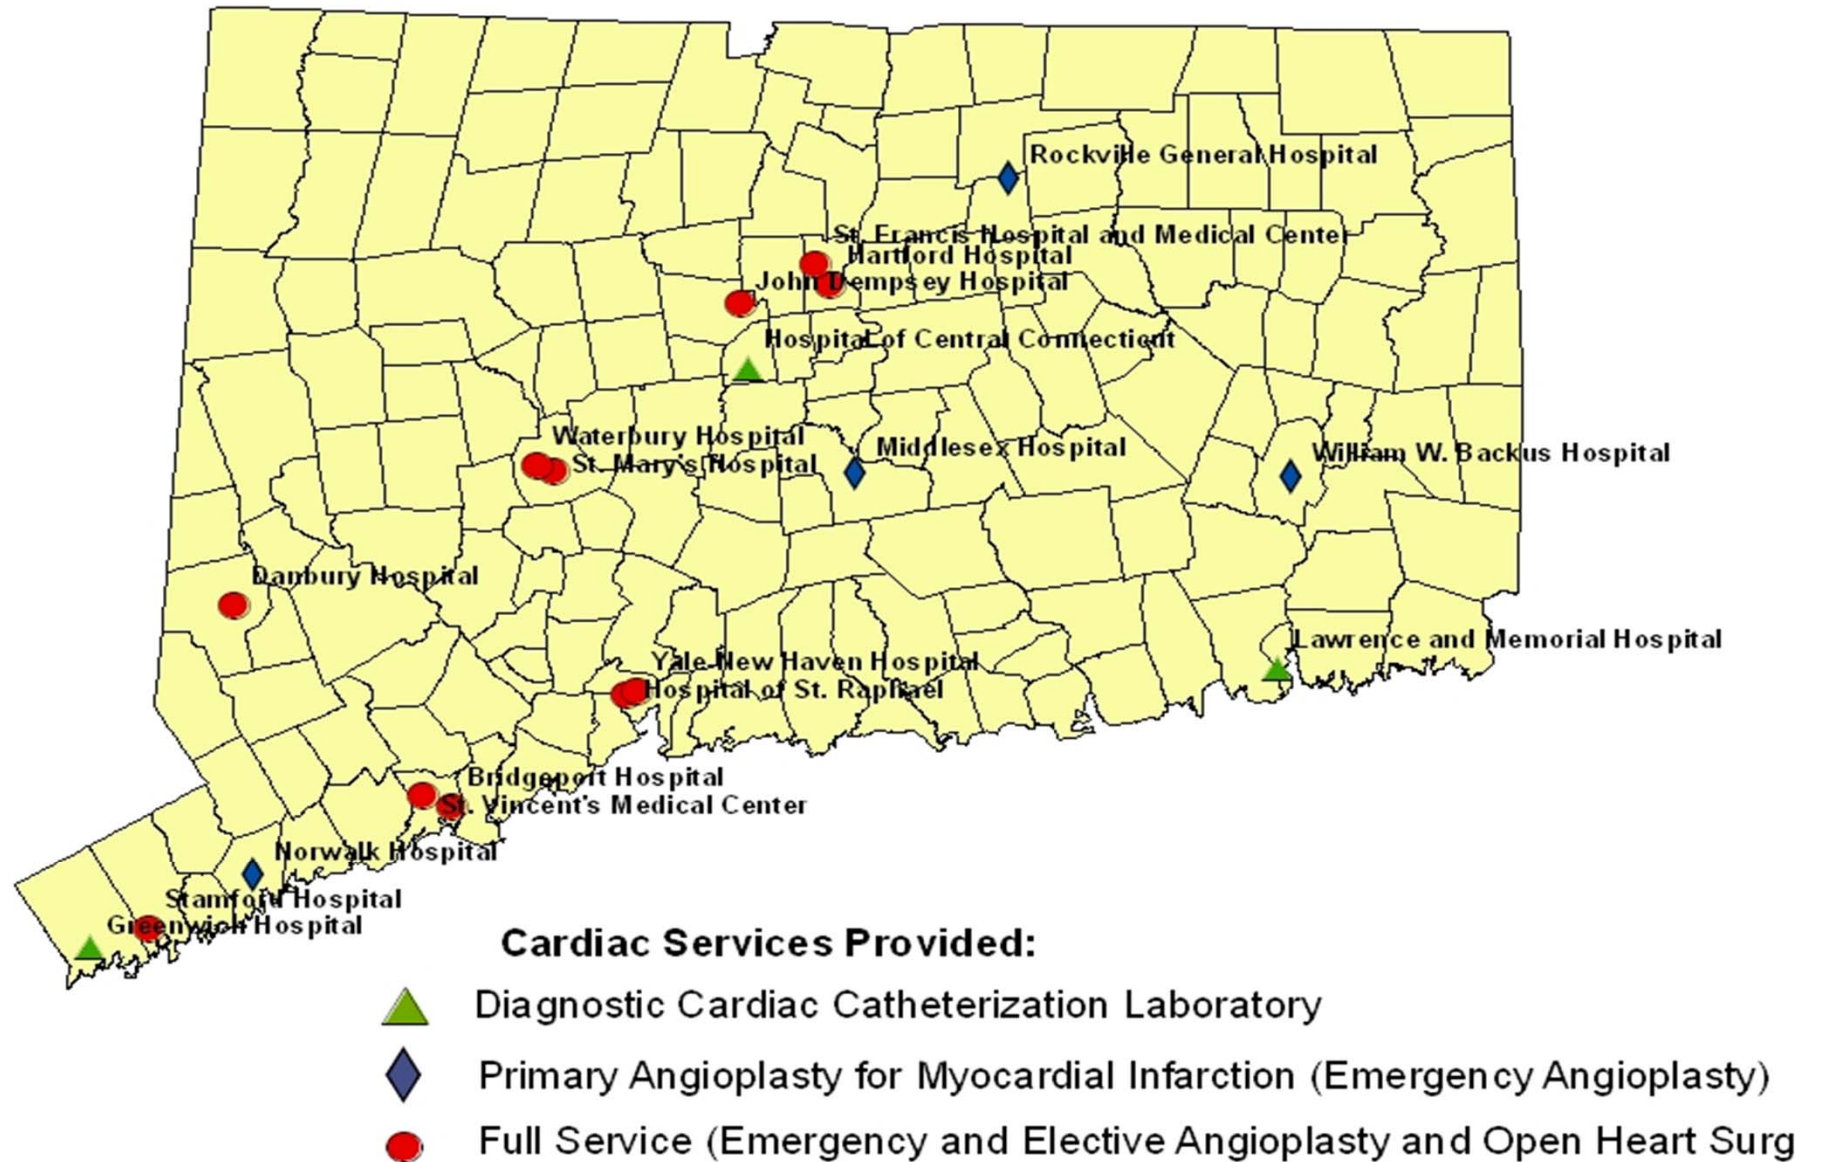 Rockville General Hospital
St. Francis Hospital and Medical Center
Hartford Hospital
John Dempsey Hospital
Hospital of Central Connecticut
Waterbury Hospital
St. Mary's Hospital
Middlesex Hospital
William W. Backus Hospital
Danbury Hospital
Lawrence and Memorial Hospital
Yale-New Haven Hospital
Hospital of St. Raphael
Bridgeport Hospital
St. Vincent's Medical Center
Norwalk Hospital
Stamford Hospital
Greenwich Hospital
Cardiac Services Provided:
Diagnostic Cardiac Catheterization Laboratory
Primary Angioplasty for Myocardial Infarction (Emergency Angioplasty)
Full Service (Emergency and Elective Angioplasty and Open Heart Surg